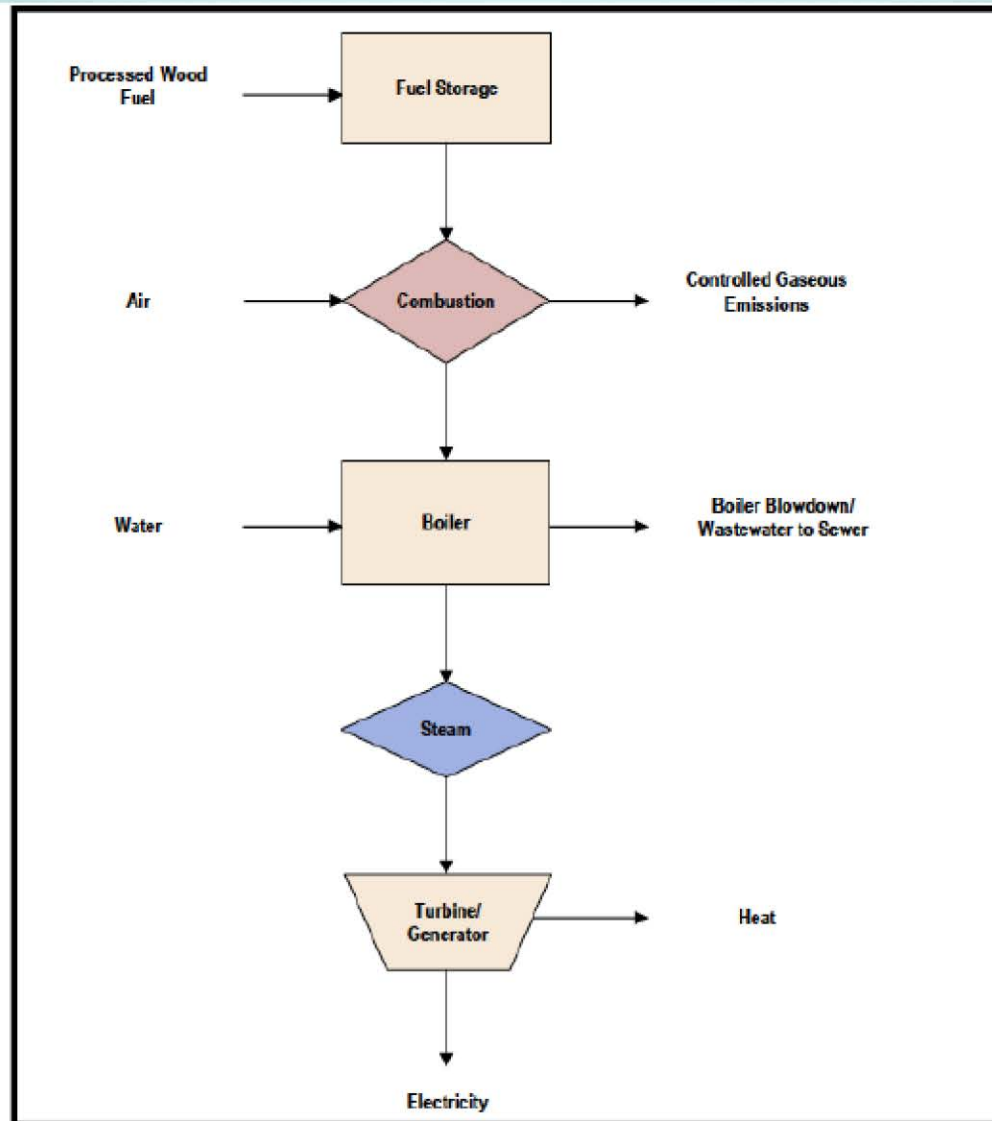 Processed Wood
Fuel
Fuel Storage
Air
Combustion
Controlled Gaseous
Emissions
Water
Boiler
Boiler Blowdown/
Wastewater to Sewer
Steam
Turbine/
Generator
Heat
Electricity